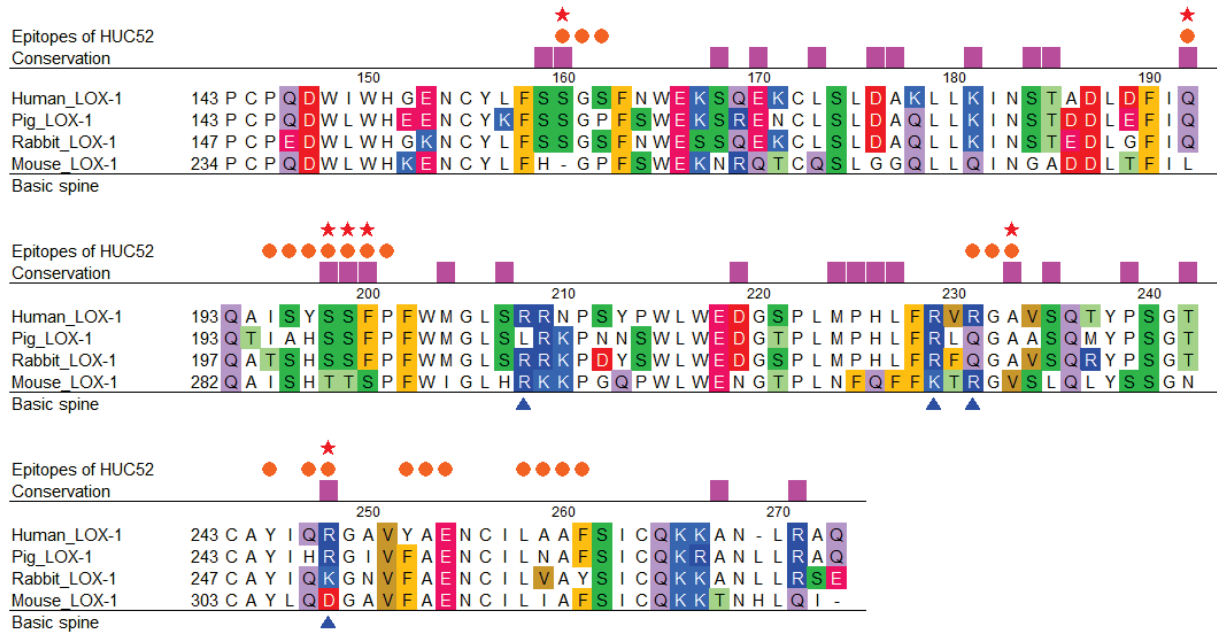 Epitopes of HUC52
Conservation
150 160 170 180 190
Human_LOX-1 143 P C P Q D W I W H G E N C Y L F S S G S F N W E K S Q E K C L S L D A K L L K I N S T A D L D F I Q
Pig_LOX-1 143 P C P Q D W L W H E E N C Y K F S S G P F S W E K S R E N C L S L D A Q L L K I N S T D D L E F I Q
Rabbit_LOX-1 147 P C P E D W L W H G K N C Y L F S S G S F N W E S S Q E K C L S L D A Q L L K I N S T E D L G F I Q
Mouse_LOX-1 234 P C P Q D W L W H K E N C Y L F H - G P F S W E K N R Q T C Q S L G G Q L L Q I N G A D D L T F I L
Basic spine
Epitopes of HUC52
Conservation
200 210 220 230 240
Human_LOX-1 193 Q A I S Y S S F P F W M G L S R R N P S Y P W L W E D G S P L M P H L F R V R G A V S Q T Y P S G T
Pig_LOX-1 193 Q T I A H S S F P F W M G L S L R K P N N S W L W E D G T P L M P H L F R L Q G A A S Q M Y P S G T
Rabbit_LOX-1 197 Q A T S H S S F P F W M G L S R R K P D Y S W L W E D G S P L M P H L F R F Q G A V S Q R Y P S G T
Mouse_LOX-1 282 Q A I S H T T S P F W I G L H R K K P G Q P W L W E N G T P L N F Q F F K T R G V S L Q L Y S S G N
Basic spine
Epitopes of HUC52
Conservation
250 260 270
Human_LOX-1 243 C A Y I Q R G A V Y A E N C I L A A F S I C Q K K A N - L R A Q
Pig_LOX-1 243 C A Y I H R G I V F A E N C I L N A F S I C Q K R A N L L R A Q
Rabbit_LOX-1 247 C A Y I Q K G N V F A E N C I L V A Y S I C Q K K A N L L R S E
Mouse_LOX-1 303 C A Y L Q D G A V F A E N C I L I A F S I C Q K K T N H L Q I -
Basic spine